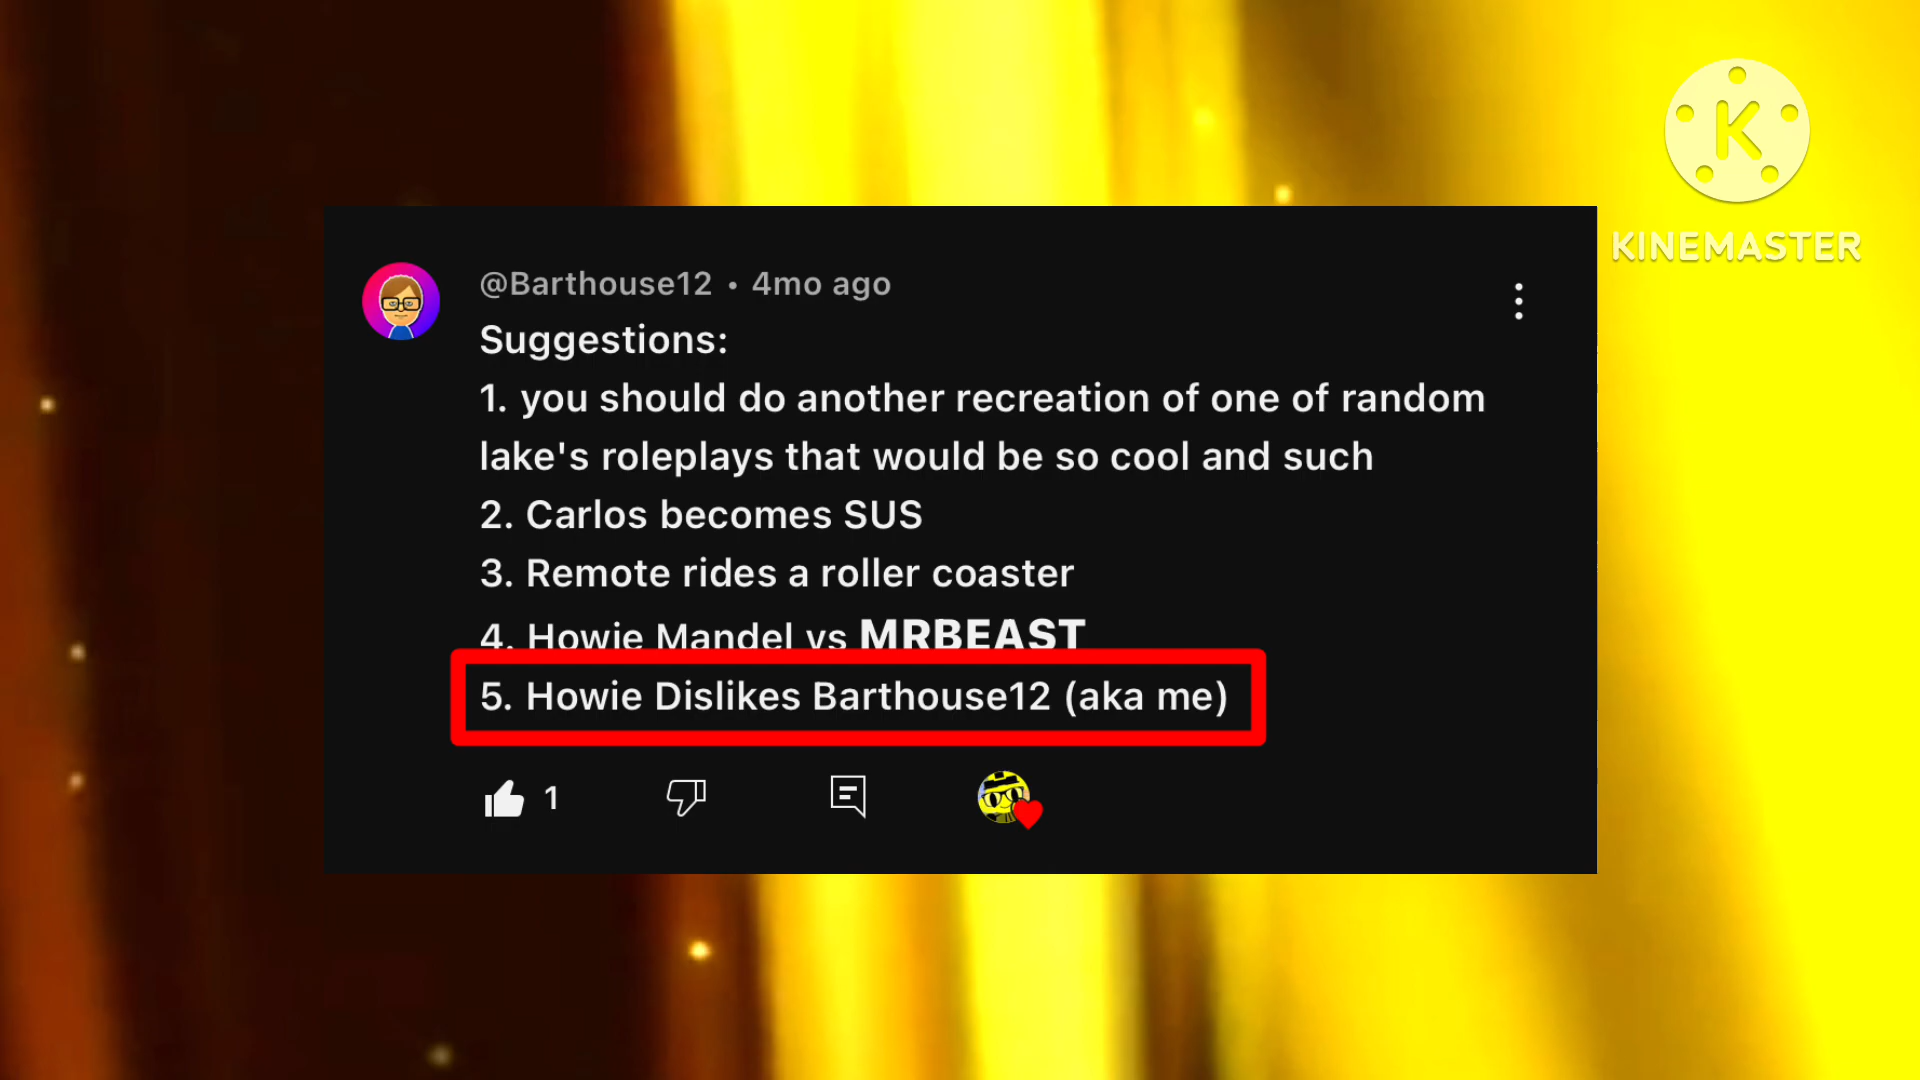 K
KINEMASTER
@Barthouse12 • 4mo ago
Suggestions:
1. you should do another recreation of one of random
lake's roleplays that would be so cool and such
2. Carlos becomes SUS
3. Remote rides a roller coaster
4. Howie Mandel vs MRBEAST
5. Howie Dislikes Barthouse12 (aka me)
1